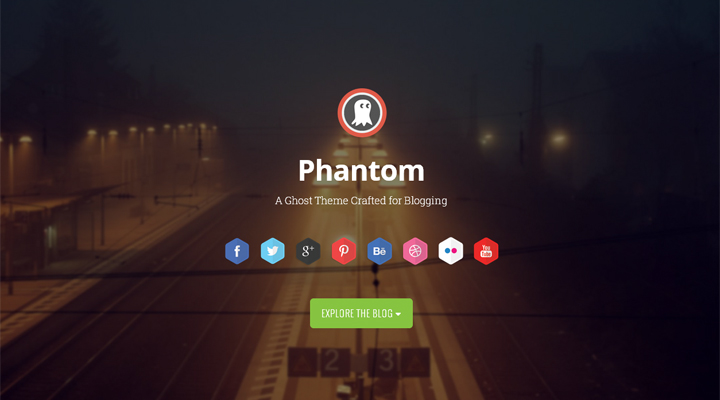 Phantom
A Ghost Theme Crafted for Blogging
f g+ Bē You Tube
EXPLORE THE BLOG
2 3